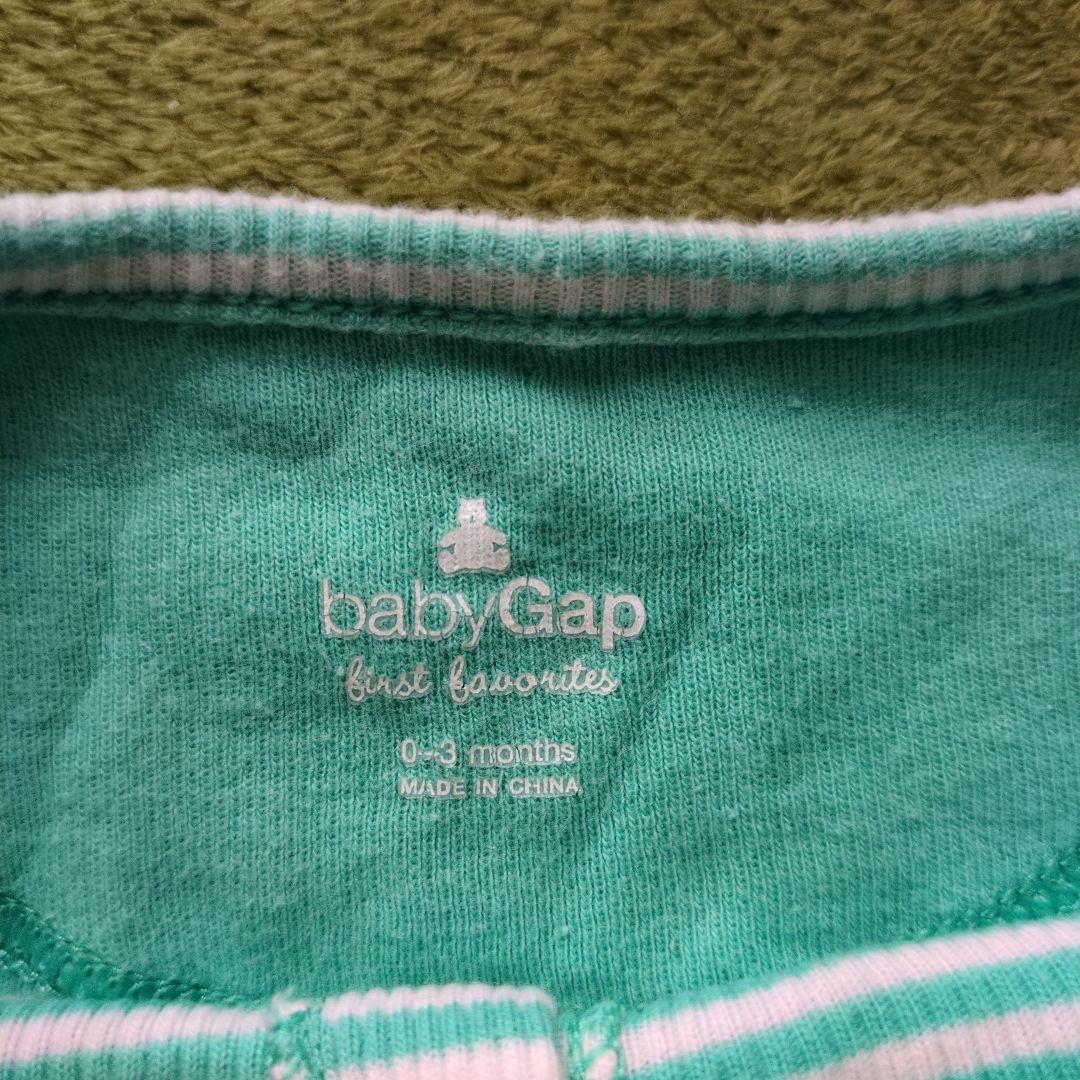 babyGap
first favorites
0-3 months
MADE IN CHINA